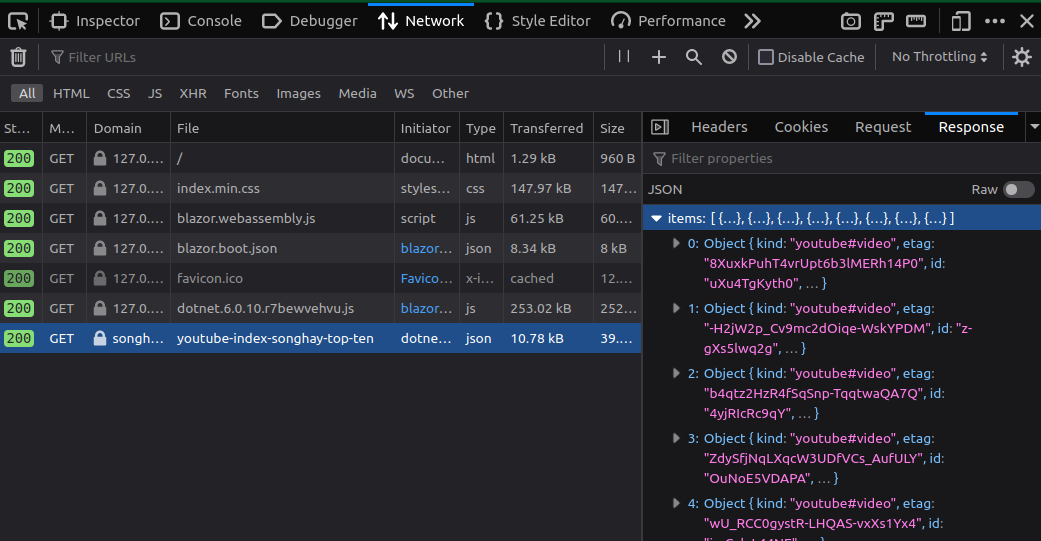 Inspector Console Debugger Network Style Editor Performance
Filter URLs Disable Cache No Throttling
All HTML CSS JS XHR Fonts Images Media WS Other
St... M... Domain File Initiator Type Transferred Size
200 GET 127.0.... / docu... html 1.29 kB 960 B
200 GET 127.0.... index.min.css styles... css 147.97 kB 147...
200 GET 127.0.... blazor.webassembly.js script js 61.25 kB 60....
200 GET 127.0.... blazor.boot.json blazor... json 8.34 kB 8 kB
200 GET 127.0.... favicon.ico Favico... x-i... cached 12....
200 GET 127.0.... dotnet.6.0.10.r7bewvehvu.js blazor... js 253.02 kB 252...
200 GET songh... youtube-index-songhay-top-ten dotne... json 10.78 kB 39....
Headers Cookies Request Response
Filter properties
JSON Raw
items: [ {...}, {...}, {...}, {...}, {...}, {...}, {...}, {...} ]
0: Object { kind: "youtube#video", etag:
"8XuxkPuhT4vrUpt6b3lMERh14P0", id:
"uXu4TgKyth0", ... }
1: Object { kind: "youtube#video", etag:
"-H2jW2p_Cv9mc2dOiqe-WskYPDM", id: "z-
gXs5lwq2g", ... }
2: Object { kind: "youtube#video", etag:
"b4qtz2HzR4fSqSnp-TqqtwaQA7Q", id:
"4yjRIcRc9qY", ... }
3: Object { kind: "youtube#video", etag:
"ZdySfjNqLXqcW3UDfVCs_AufULY", id:
"OuNoE5VDAPA", ... }
4: Object { kind: "youtube#video", etag:
"wU_RCC0gystR-LHQAS-vxXs1Yx4", id: